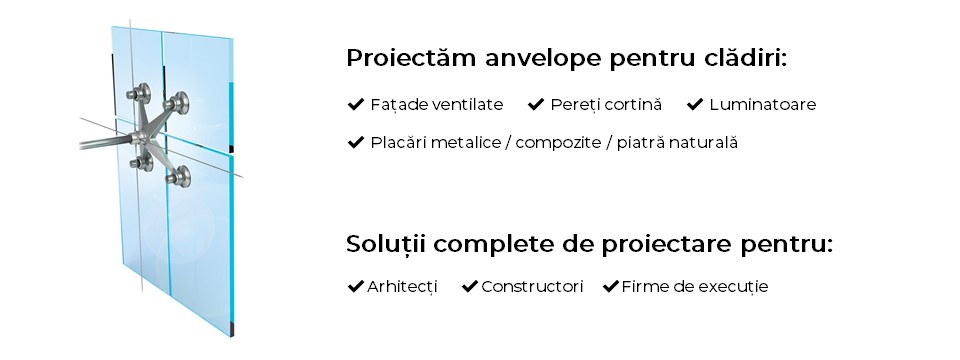 Proiectăm anvelope pentru clădiri:
Fațade ventilate Pereți cortină Luminatoare
Placări metalice / compozite / piatră naturală
Soluții complete de proiectare pentru:
Arhitecți Constructori Firme de execuție